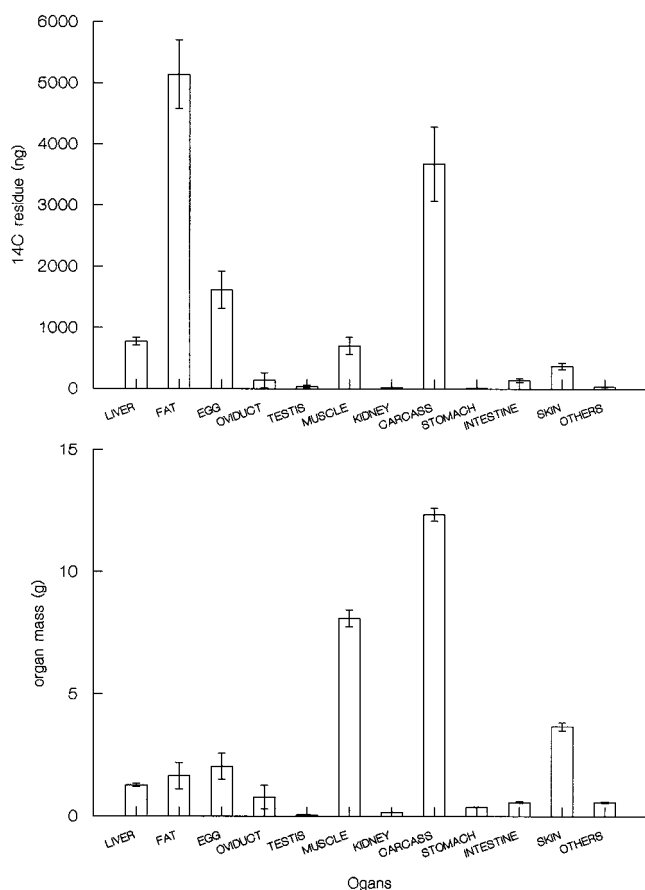 6000
5000
4000
3000
2000
1000
0
14C residue (ng)
LIVER FAT EGG OVIDUCT TESTIS MUSCLE KIDNEY CARCASS STOMACH INTESTINE SKIN OTHERS
15
10
5
0
organ mass (g)
LIVER FAT EGG OVIDUCT TESTIS MUSCLE KIDNEY CARCASS STOMACH INTESTINE SKIN OTHERS
Ogans